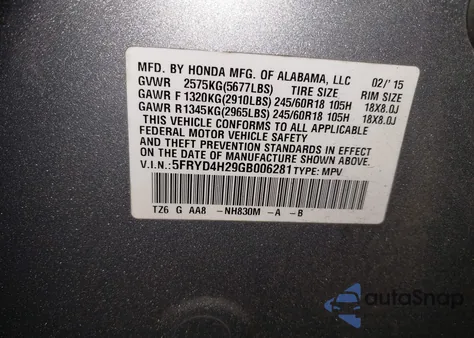 MFD. BY HONDA MFG. OF ALABAMA, LLC 02/'15
GVWR 2575KG(5677LBS) TIRE SIZE RIM SIZE
GAWR F 1320KG(2910LBS) 245/60R18 105H 18X8.0J
GAWR R1345KG(2965LBS) 245/60R18 105H 18X8.0J
THIS VEHICLE CONFORMS TO ALL APPLICABLE
FEDERAL MOTOR VEHICLE SAFETY
AND THEFT PREVENTION STANDARDS IN EFFECT
ON THE DATE OF MANUFACTURE SHOWN ABOVE.
V.I.N.: 5FRYD4H29GB006281 TYPE: MPV
TZ6 G AA8 -NH830M -A -B
autoSnap